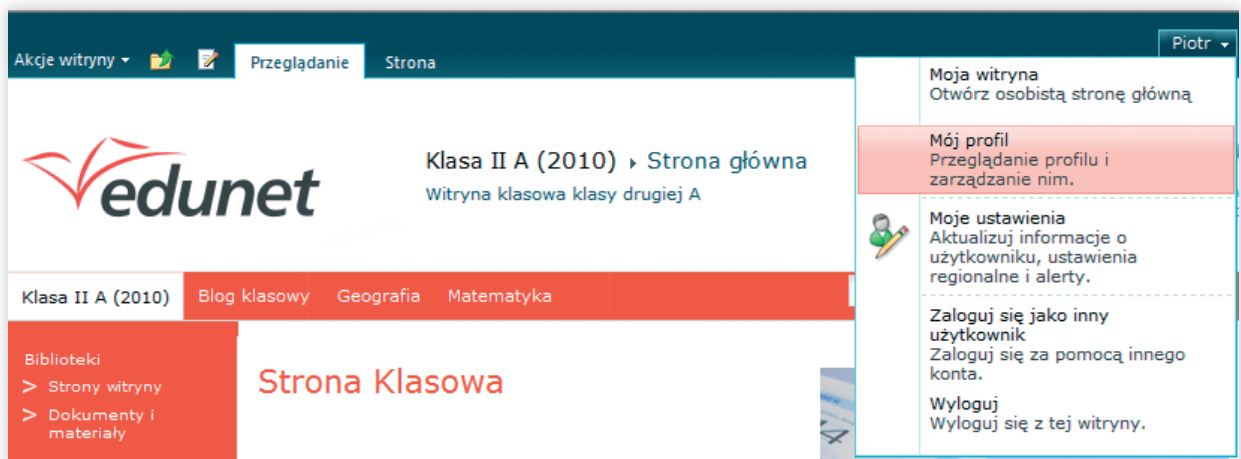 Piotr
Akcje witryny
Przeglądanie
Strona
Moja witryna
Otwórz osobistą stronę główną
Mój profil
Przeglądanie profilu i
zarządzanie nim.
Moje ustawienia
Aktualizuj informacje o
użytkowniku, ustawienia
regionalne i alerty.
Zaloguj się jako inny
użytkownik
Zaloguj się za pomocą innego
konta.
Wyloguj
Wyloguj się z tej witryny.
edunet
Klasa II A (2010) ▸ Strona główna
Witryna klasowa klasy drugiej A
Klasa II A (2010)
Blog klasowy
Geografia
Matematyka
Biblioteki
> Strony witryny
> Dokumenty i
materiały
Strona Klasowa